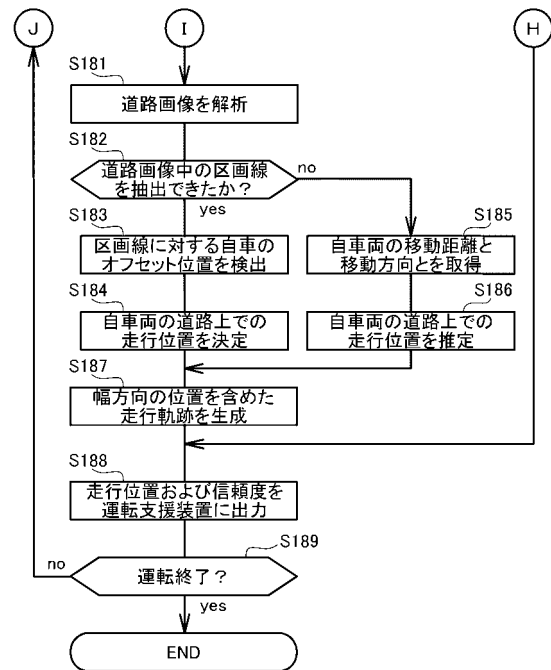 J
I
H
S181
道路画像を解析
S182
道路画像中の区画線
を抽出できたか？
no
yes
S183
区画線に対する自車の
オフセット位置を検出
S185
自車両の移動距離と
移動方向とを取得
S184
自車両の道路上での
走行位置を決定
S186
自車両の道路上での
走行位置を推定
S187
幅方向の位置を含めた
走行軌跡を生成
S188
走行位置および信頼度を
運転支援装置に出力
S189
運転終了？
no
yes
END